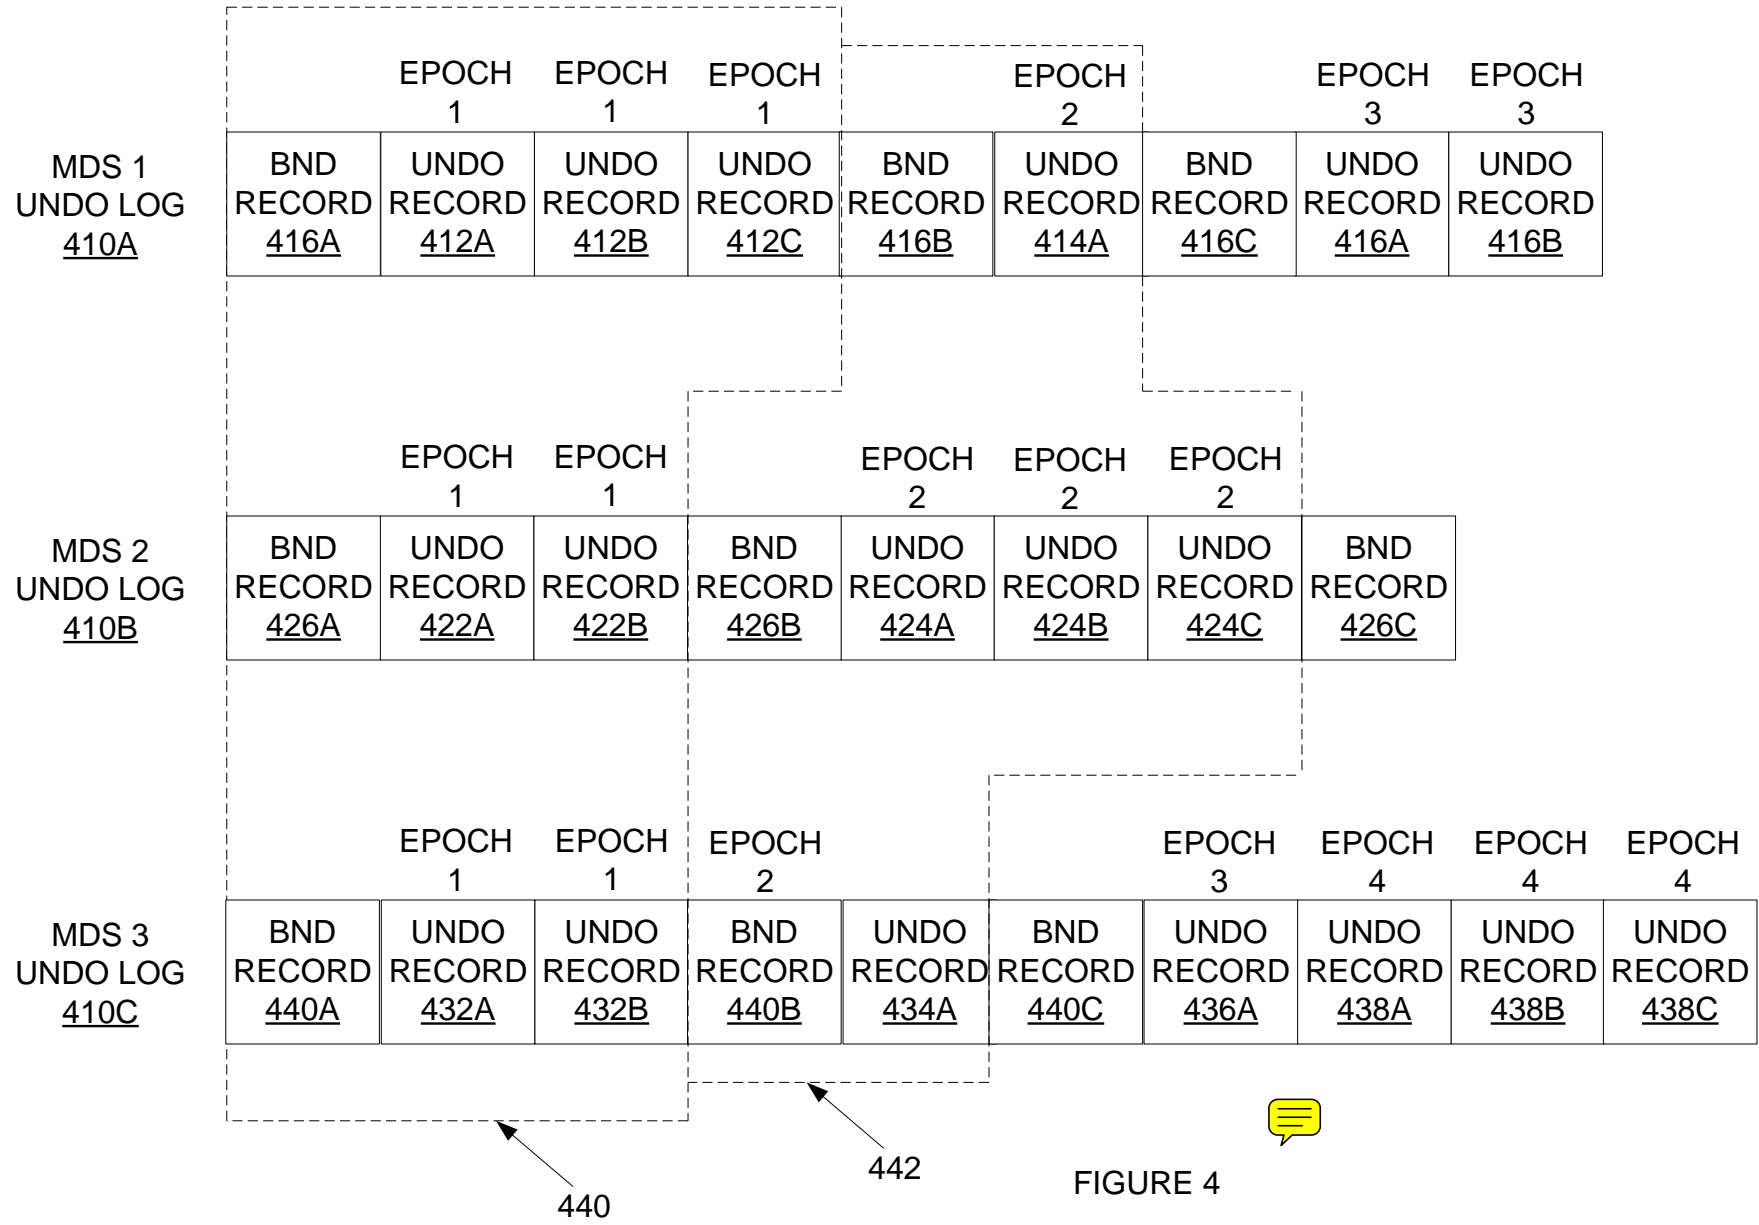 EPOCH EPOCH EPOCH EPOCH EPOCH EPOCH
1 1 1 2 3 3
MDS 1
UNDO LOG
410A
BND UNDO UNDO UNDO BND UNDO BND UNDO UNDO
RECORD RECORD RECORD RECORD RECORD RECORD RECORD RECORD RECORD
416A 412A 412B 412C 416B 414A 416C 416A 416B
EPOCH EPOCH EPOCH EPOCH EPOCH
1 1 2 2 2
MDS 2
UNDO LOG
410B
BND UNDO UNDO BND UNDO UNDO UNDO BND
RECORD RECORD RECORD RECORD RECORD RECORD RECORD RECORD
426A 422A 422B 426B 424A 424B 424C 426C
EPOCH EPOCH EPOCH EPOCH EPOCH EPOCH EPOCH
1 1 2 3 4 4 4
MDS 3
UNDO LOG
410C
BND UNDO UNDO BND UNDO BND UNDO UNDO UNDO UNDO
RECORD RECORD RECORD RECORD RECORD RECORD RECORD RECORD RECORD RECORD
440A 432A 432B 440B 434A 440C 436A 438A 438B 438C
442
440
FIGURE 4